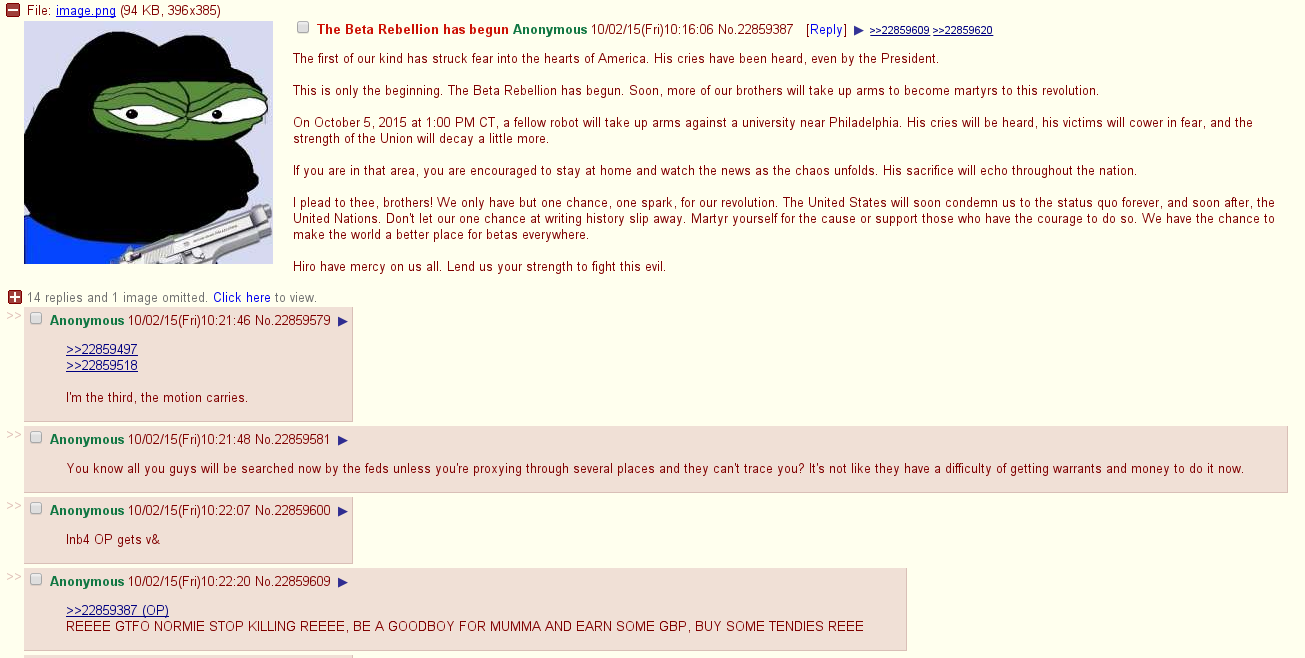 File: image.png (94 KB, 396x385)
The Beta Rebellion has begun Anonymous 10/02/15(Fri)10:16:06 No.22859387 [Reply] ▶ >>22859609 >>22859620
The first of our kind has struck fear into the hearts of America. His cries have been heard, even by the President.
This is only the beginning. The Beta Rebellion has begun. Soon, more of our brothers will take up arms to become martyrs to this revolution.
On October 5, 2015 at 1:00 PM CT, a fellow robot will take up arms against a university near Philadelphia. His cries will be heard, his victims will cower in fear, and the
strength of the Union will decay a little more.
If you are in that area, you are encouraged to stay at home and watch the news as the chaos unfolds. His sacrifice will echo throughout the nation.
I plead to thee, brothers! We only have but one chance, one spark, for our revolution. The United States will soon condemn us to the status quo forever, and soon after, the
United Nations. Don't let our one chance at writing history slip away. Martyr yourself for the cause or support those who have the courage to do so. We have the chance to
make the world a better place for betas everywhere.
Hiro have mercy on us all. Lend us your strength to fight this evil.
14 replies and 1 image omitted. Click here to view.
>> Anonymous 10/02/15(Fri)10:21:46 No.22859579 ▶
>>22859497
>>22859518
I'm the third, the motion carries.
>> Anonymous 10/02/15(Fri)10:21:48 No.22859581 ▶
You know all you guys will be searched now by the feds unless you're proxying through several places and they can't trace you? It's not like they have a difficulty of getting warrants and money to do it now.
>> Anonymous 10/02/15(Fri)10:22:07 No.22859600 ▶
Inb4 OP gets v&
>> Anonymous 10/02/15(Fri)10:22:20 No.22859609 ▶
>>22859387 (OP)
REEEE GTFO NORMIE STOP KILLING REEEE, BE A GOODBOY FOR MUMMA AND EARN SOME GBP, BUY SOME TENDIES REEE